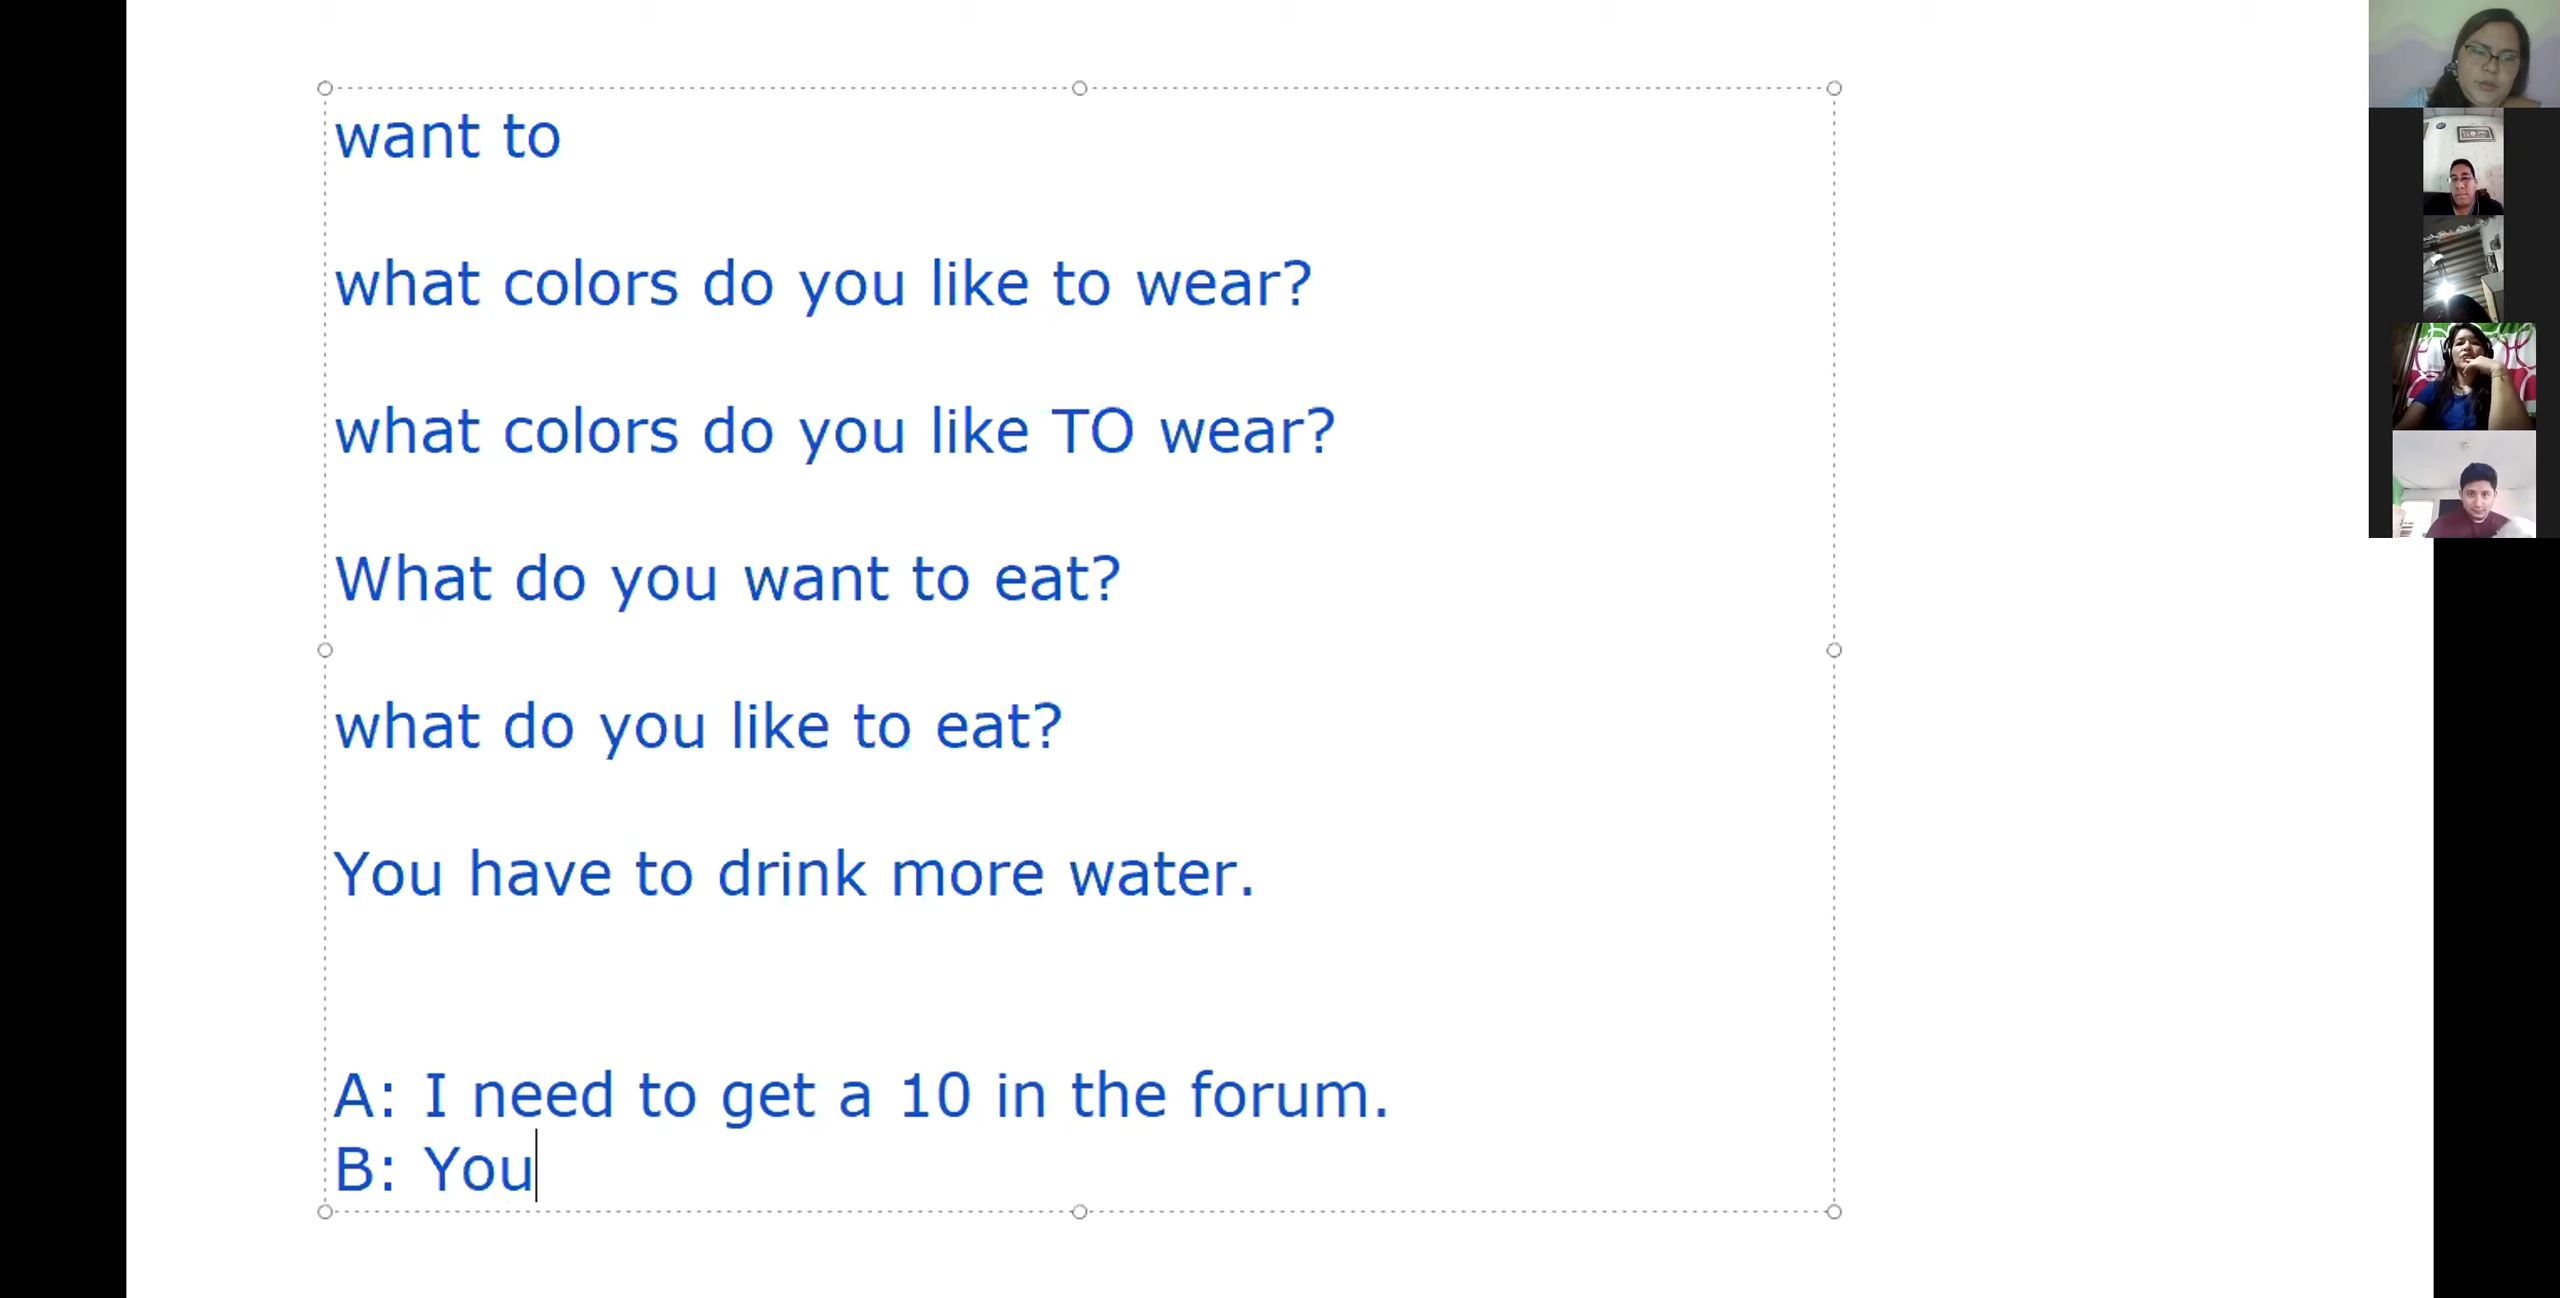 want to
what colors do you like to wear?
what colors do you like TO wear?
What do you want to eat?
what do you like to eat?
You have to drink more water.
A: I need to get a 10 in the forum.
B: You